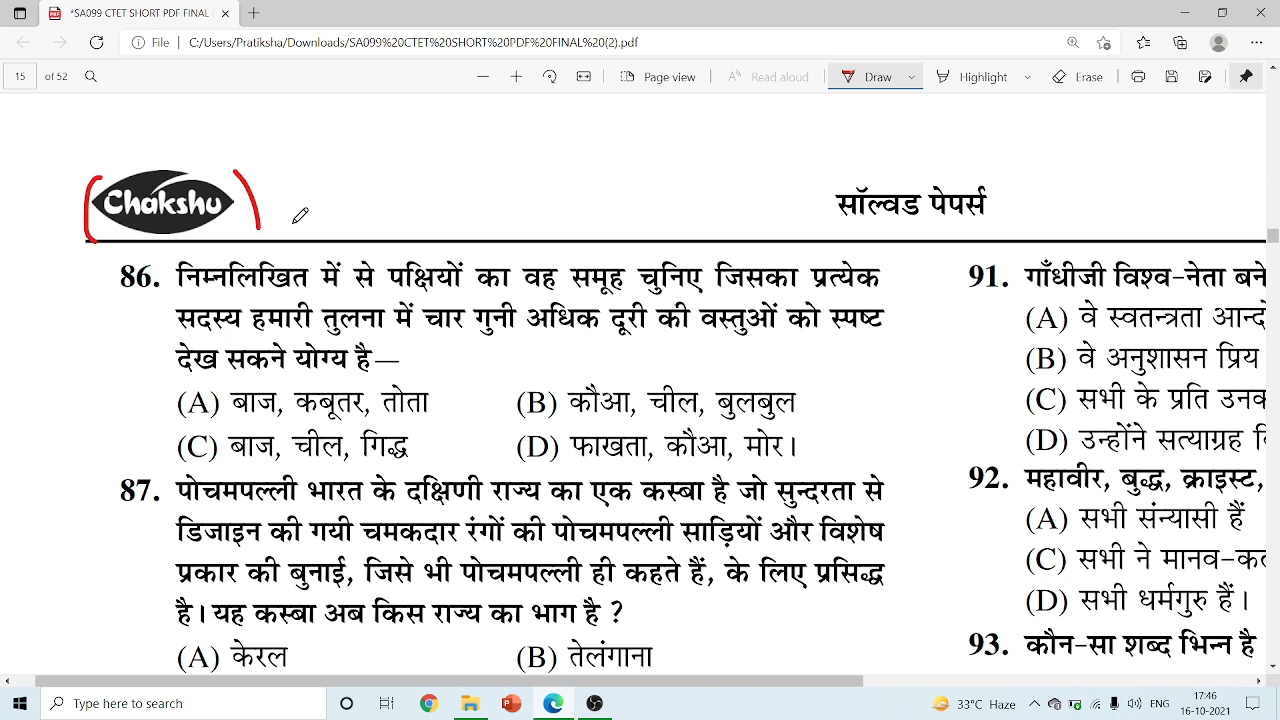 *SA099 CTET SHORT PDF FINAL
File
C:/Users/Pratiksha/Downloads/SA099%20CTET%20SHORT%20PDF%20FINAL%20(2).pdf
15 of 52
Page view
Read aloud
Draw
Highlight
Erase
Chakshu
सॉल्वड पेपर्स
86. निम्नलिखित में से पक्षियों का वह समूह चुनिए जिसका प्रत्येक
सदस्य हमारी तुलना में चार गुनी अधिक दूरी की वस्तुओं को स्पष्ट
देख सकने योग्य है—
(A) बाज, कबूतर, तोता (B) कौआ, चील, बुलबुल
(C) बाज, चील, गिद्ध (D) फाखता, कौआ, मोर।
87. पोचमपल्ली भारत के दक्षिणी राज्य का एक कस्बा है जो सुन्दरता से
डिजाइन की गयी चमकदार रंगों की पोचमपल्ली साड़ियों और विशेष
प्रकार की बुनाई, जिसे भी पोचमपल्ली ही कहते हैं, के लिए प्रसिद्ध
है। यह कस्बा अब किस राज्य का भाग है ?
(A) केरल (B) तेलंगाना
91. गाँधीजी विश्व-नेता बने
(A) वे स्वतन्त्रता
(B) वे अनुशासन प्रिय
(C) सभी के प्रति
(D) उन्होंने सत्याग्रह
92. महावीर, बुद्ध, क्राइस्ट,
(A) सभी संन्यासी हैं
(C) सभी ने
(D) सभी धर्मगुरु हैं।
93. कौन-सा शब्द भिन्न है
Type here to search
33°C Haze
ENG
17:46
16-10-2021